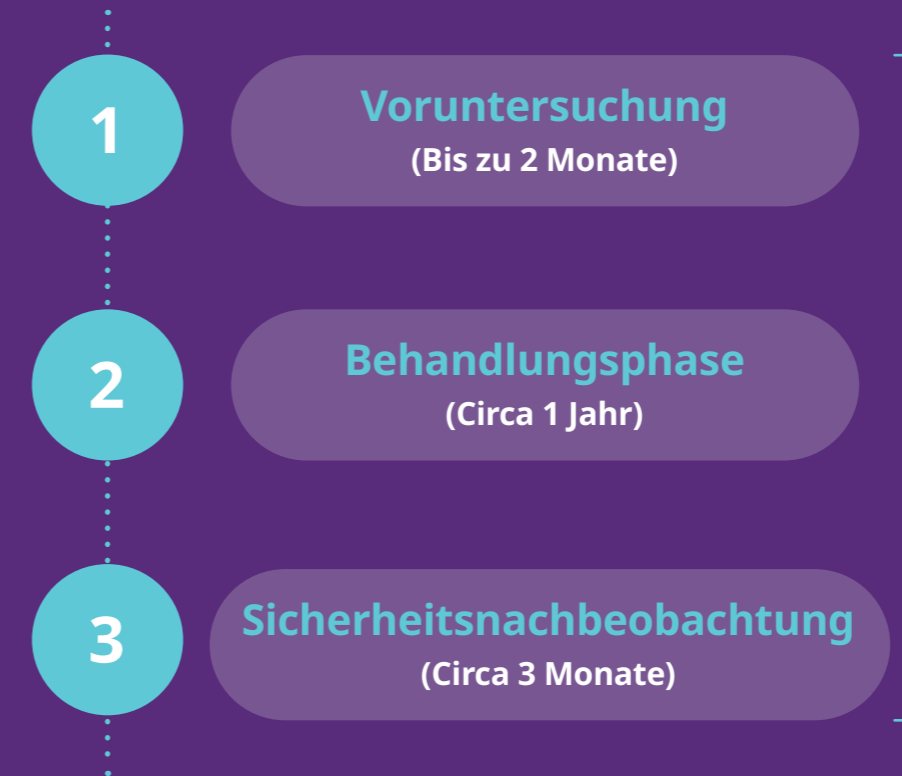 1
Voruntersuchung
(Bis zu 2 Monate)
2
Behandlungsphase
(Circa 1 Jahr)
3
Sicherheitsnachbeobachtung
(Circa 3 Monate)